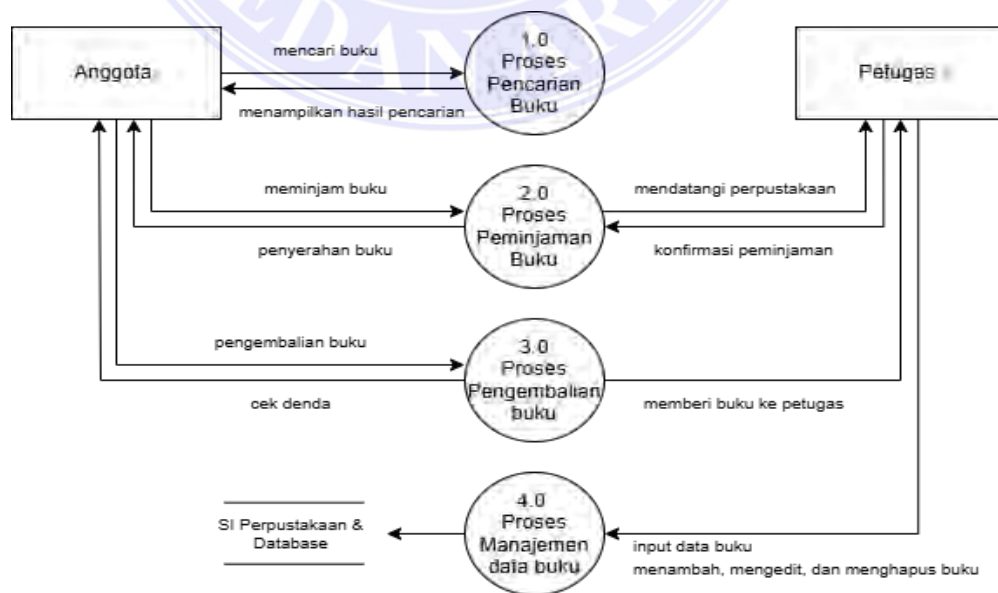 EDAN AR
Anggota
mencari buku
menampilkan hasil pencarian
1.0
Proses
Pencarian
Buku
Petugas
meminjam buku
penyerahan buku
2.0
Proses
Peminjaman
Buku
mendatangi perpustakaan
konfirmasi peminjaman
pengembalian buku
cek denda
3.0
Proses
Pengembalian
buku
memberi buku ke petugas
SI Perpustakaan &
Database
4.0
Proses
Manajemen
data buku
input data buku
menambah, mengedit, dan menghapus buku